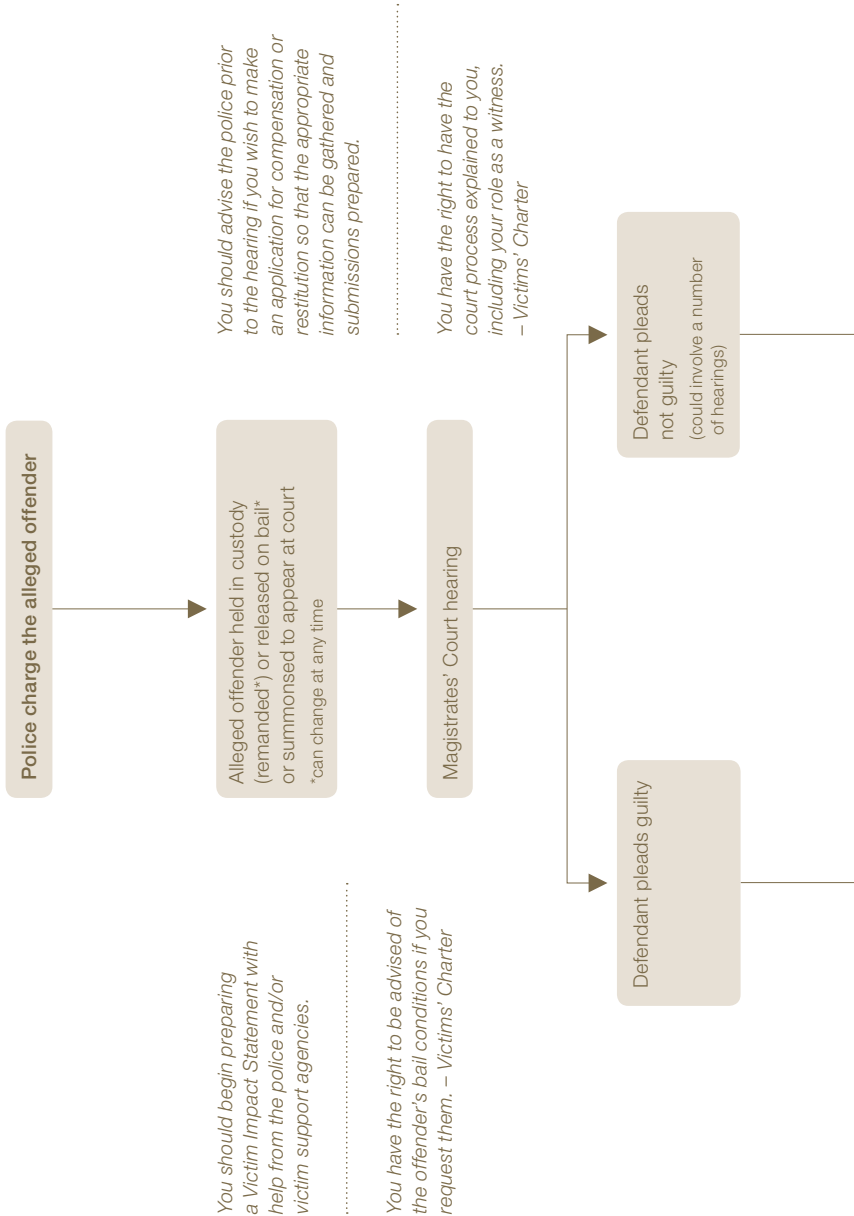 Police charge the alleged offender
You should begin preparing
a Victim Impact Statement with
help from the police and/or
victim support agencies.
You have the right to be advised of
the offender's bail conditions if you
request them. – Victims' Charter
Alleged offender held in custody
(remanded*) or released on bail*
or summonsed to appear at court
*can change at any time
You should advise the police prior
to the hearing if you wish to make
an application for compensation or
restitution so that the appropriate
information can be gathered and
submissions prepared.
Magistrates' Court hearing
You have the right to have the
court process explained to you,
including your role as a witness.
– Victims' Charter
Defendant pleads guilty
Defendant pleads
not guilty
(could involve a number
of hearings)